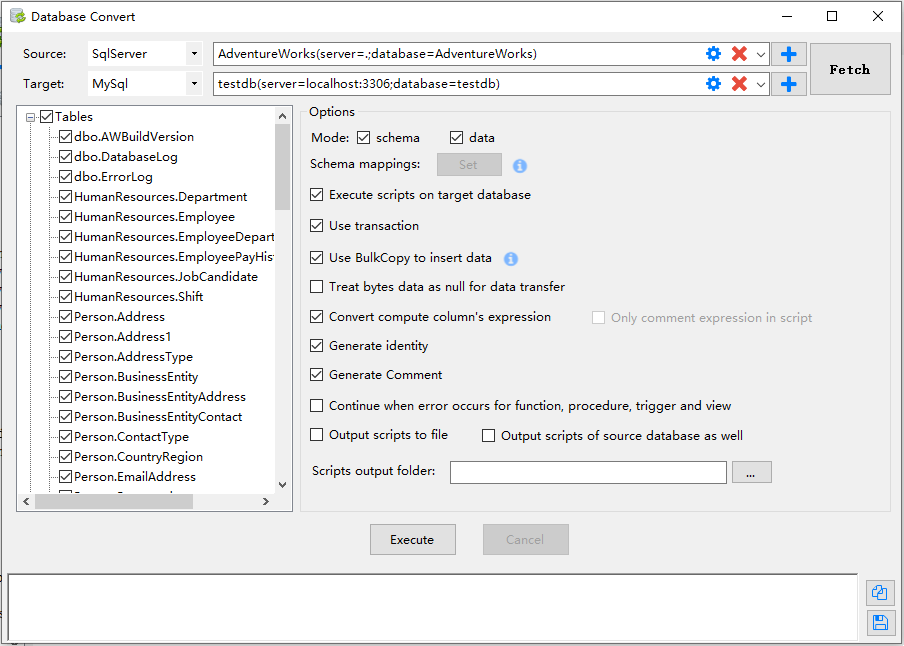 Database Convert
Source: SqlServer AdventureWorks(server=.;database=AdventureWorks)
Target: MySql testdb(server=localhost:3306;database=testdb)
Fetch
Tables
dbo.AWBuildVersion
dbo.DatabaseLog
dbo.ErrorLog
HumanResources.Department
HumanResources.Employee
HumanResources.EmployeeDepart
HumanResources.EmployeePayHis
HumanResources.JobCandidate
HumanResources.Shift
Person.Address
Person.Address1
Person.AddressType
Person.BusinessEntity
Person.BusinessEntityAddress
Person.BusinessEntityContact
Person.ContactType
Person.CountryRegion
Person.EmailAddress
Options
Mode: schema data
Schema mappings: Set
Execute scripts on target database
Use transaction
Use BulkCopy to insert data
Treat bytes data as null for data transfer
Convert compute column's expression Only comment expression in script
Generate identity
Generate Comment
Continue when error occurs for function, procedure, trigger and view
Output scripts to file Output scripts of source database as well
Scripts output folder: ...
Execute Cancel